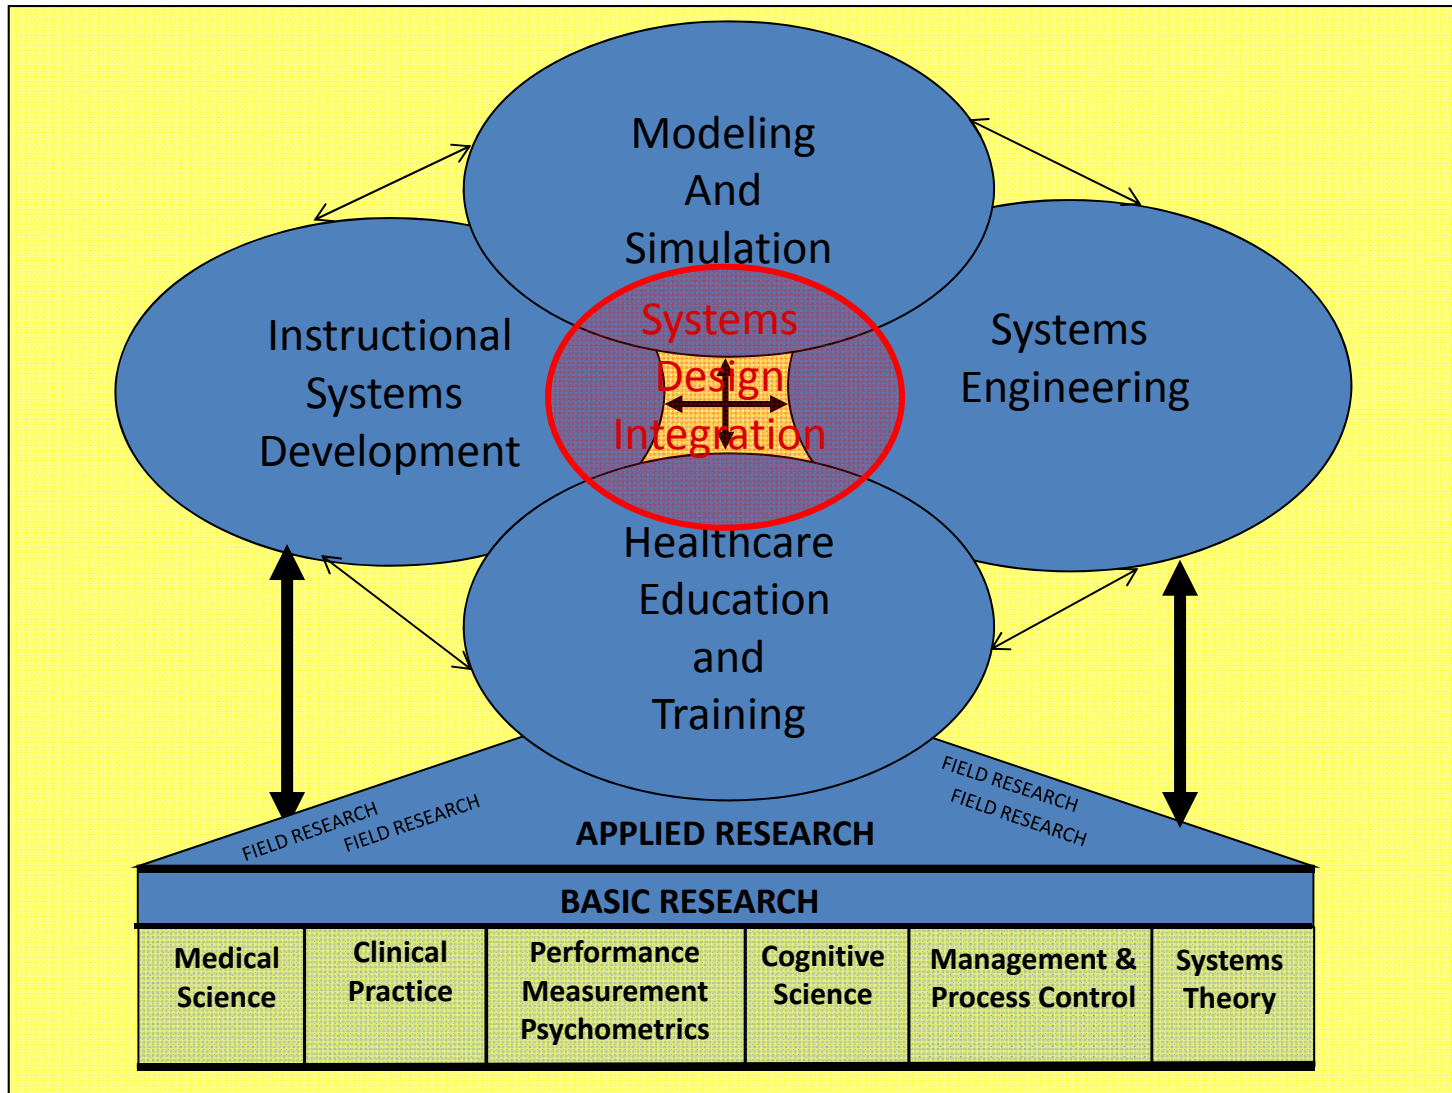 Modeling
And
Simulation
Instructional
Systems
Development
Systems
Design
Integration
Systems
Engineering
Healthcare
Education
and
Training
FIELD RESEARCH
FIELD RESEARCH
FIELD RESEARCH
FIELD RESEARCH
APPLIED RESEARCH
BASIC RESEARCH
Medical
Science
Clinical
Practice
Performance
Measurement
Psychometrics
Cognitive
Science
Management &
Process Control
Systems
Theory